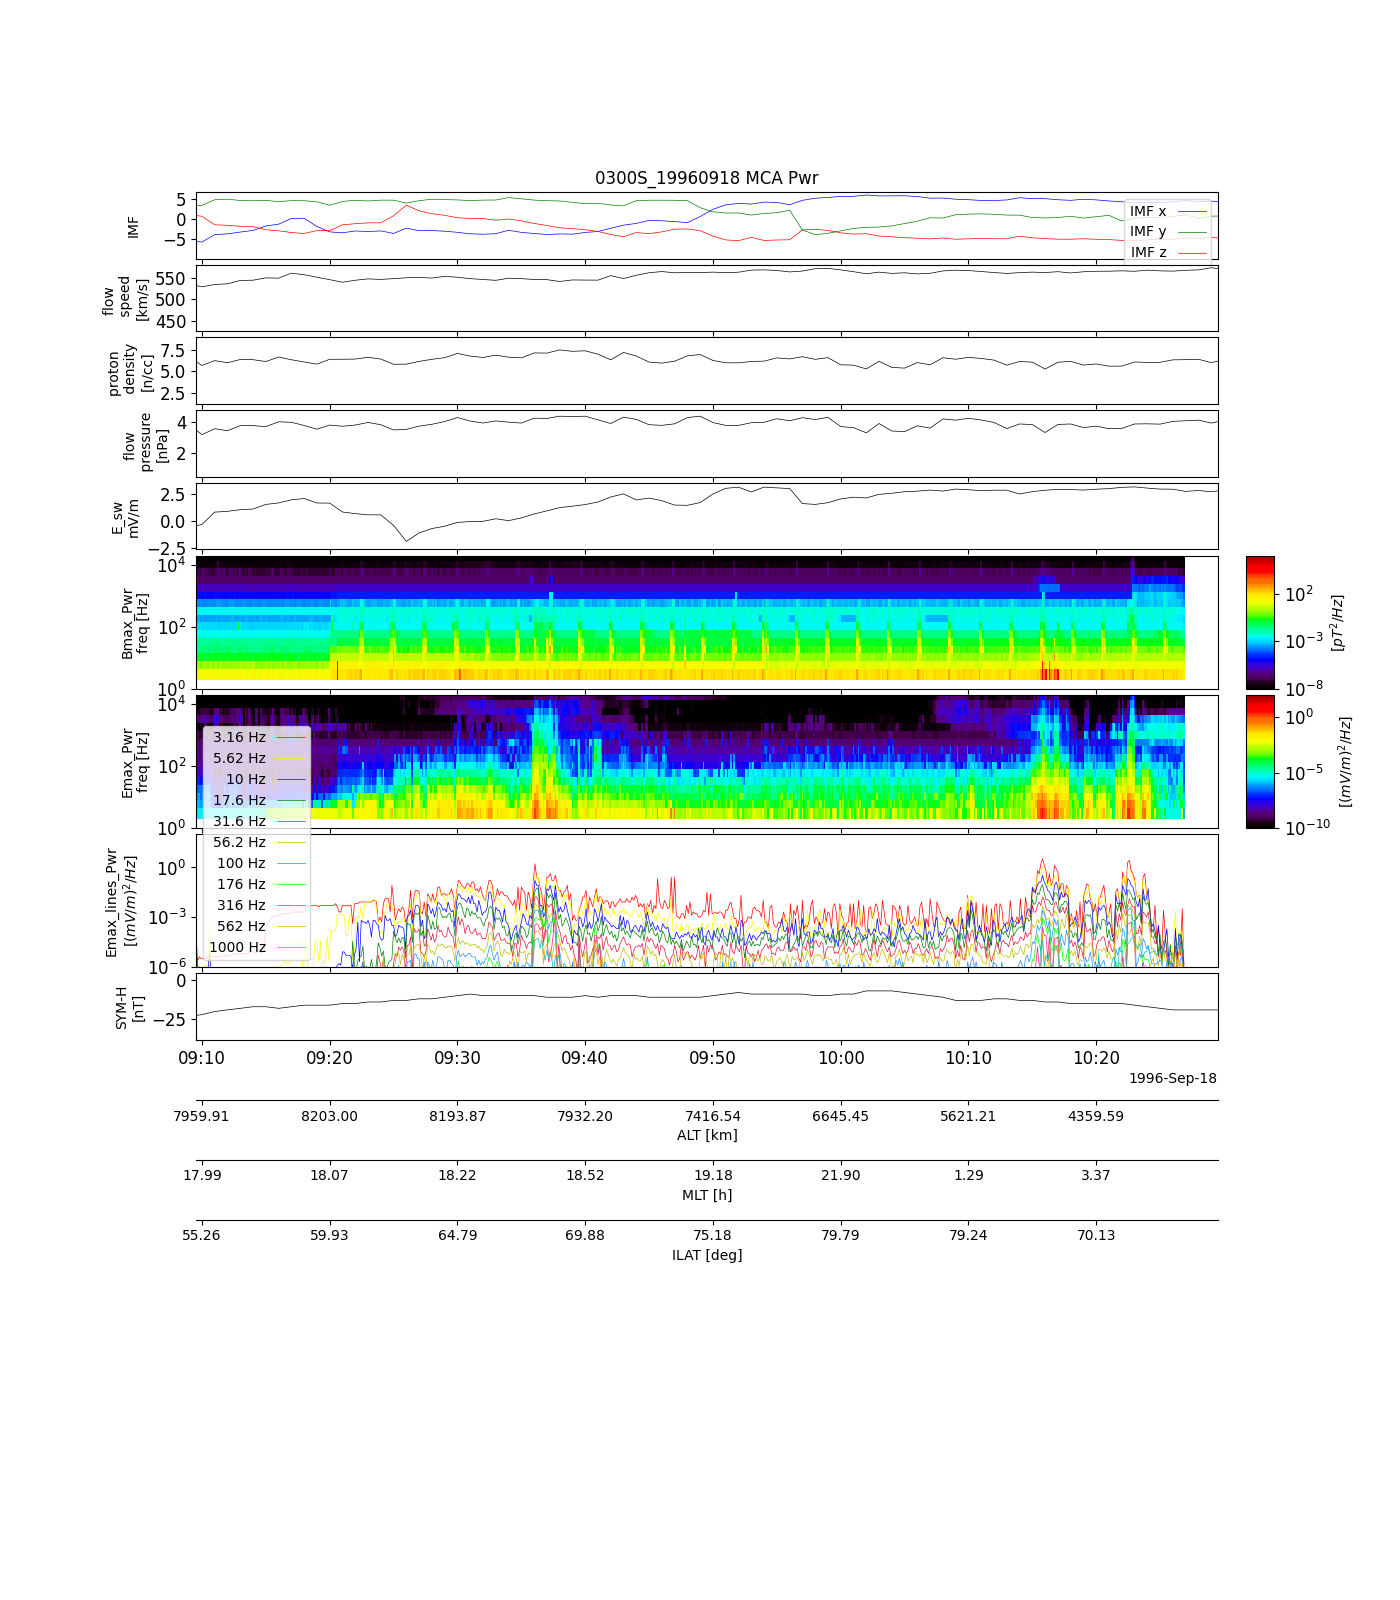 0300S_19960918 MCA Pwr
5
0
−5
IMF
IMF x
IMF y
IMF z
550
500
450
flow
speed
[km/s]
7.5
5.0
2.5
proton
density
[n/cc]
4
2
flow
pressure
[nPa]
2.5
0.0
−2.5
E_sw
mV/m
10^4
10^2
10^0
Bmax_Pwr
freq [Hz]
10^2
10^−3
10^−8
[pT^2/Hz]
10^4
10^2
10^0
Emax_Pwr
freq [Hz]
10^0
10^−5
10^−10
[(mV/m)^2/Hz]
3.16 Hz
5.62 Hz
10 Hz
17.6 Hz
31.6 Hz
56.2 Hz
100 Hz
176 Hz
316 Hz
562 Hz
1000 Hz
10^0
10^−3
10^−6
Emax_lines_Pwr
[(mV/m)^2/Hz]
0
−25
SYM-H
[nT]
09:10 09:20 09:30 09:40 09:50 10:00 10:10 10:20
1996-Sep-18
7959.91 8203.00 8193.87 7932.20 7416.54 6645.45 5621.21 4359.59
ALT [km]
17.99 18.07 18.22 18.52 19.18 21.90 1.29 3.37
MLT [h]
55.26 59.93 64.79 69.88 75.18 79.79 79.24 70.13
ILAT [deg]